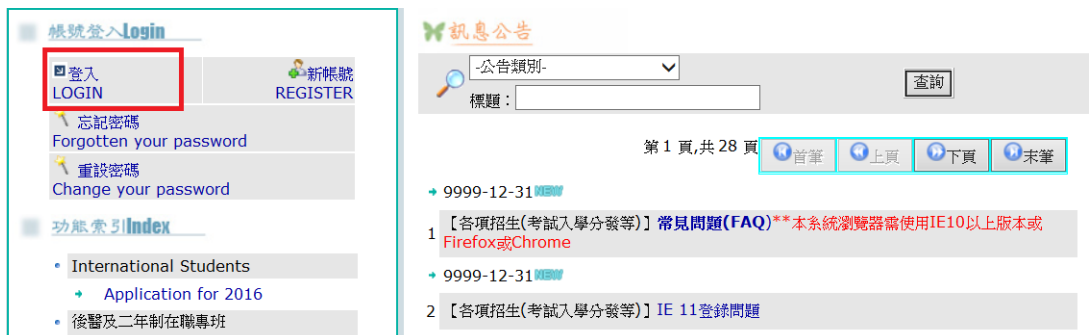 帳號登入Login
登入
LOGIN
新帳號
REGISTER
忘記密碼
Forgotten your password
重設密碼
Change your password
功能索引Index
International Students
Application for 2016
後醫及二年制在職專班
訊息公告
-公告類別-
標題：
查詢
第 1 頁,共 28 頁 首筆 上頁 下頁 末筆
9999-12-31NEW
1 【各項招生(考試入學分發等)】常見問題(FAQ)**本系統瀏覽器需使用IE10以上版本或
Firefox或Chrome
9999-12-31NEW
2 【各項招生(考試入學分發等)】IE 11登錄問題